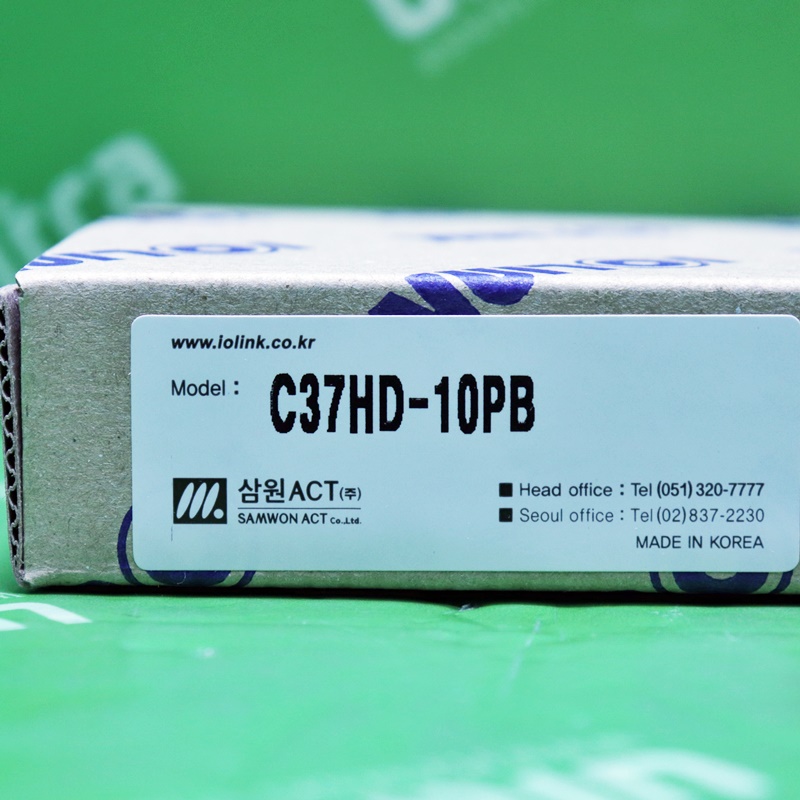 www.iolink.co.kr
Model : C37HD-10PB
삼원ACT(주)
SAMWON ACT Co.,Ltd.
■ Head office : Tel (051) 320-7777
■ Seoul office : Tel (02) 837-2230
MADE IN KOREA